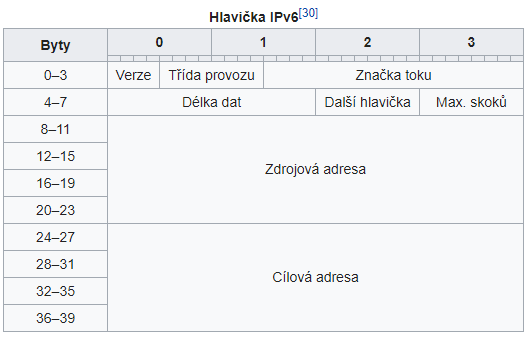 Hlavička IPv6[30]
Byty 0 1 2 3
0–3 Verze Třída provozu Značka toku
4–7 Délka dat Další hlavička Max. skoků
8–11
12–15
Zdrojová adresa
16–19
20–23
24–27
28–31
Cílová adresa
32–35
36–39